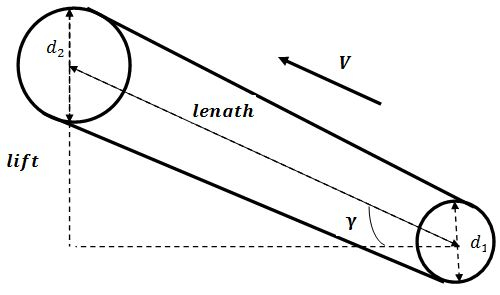 d₂
V
lenath
lift
γ
d₁